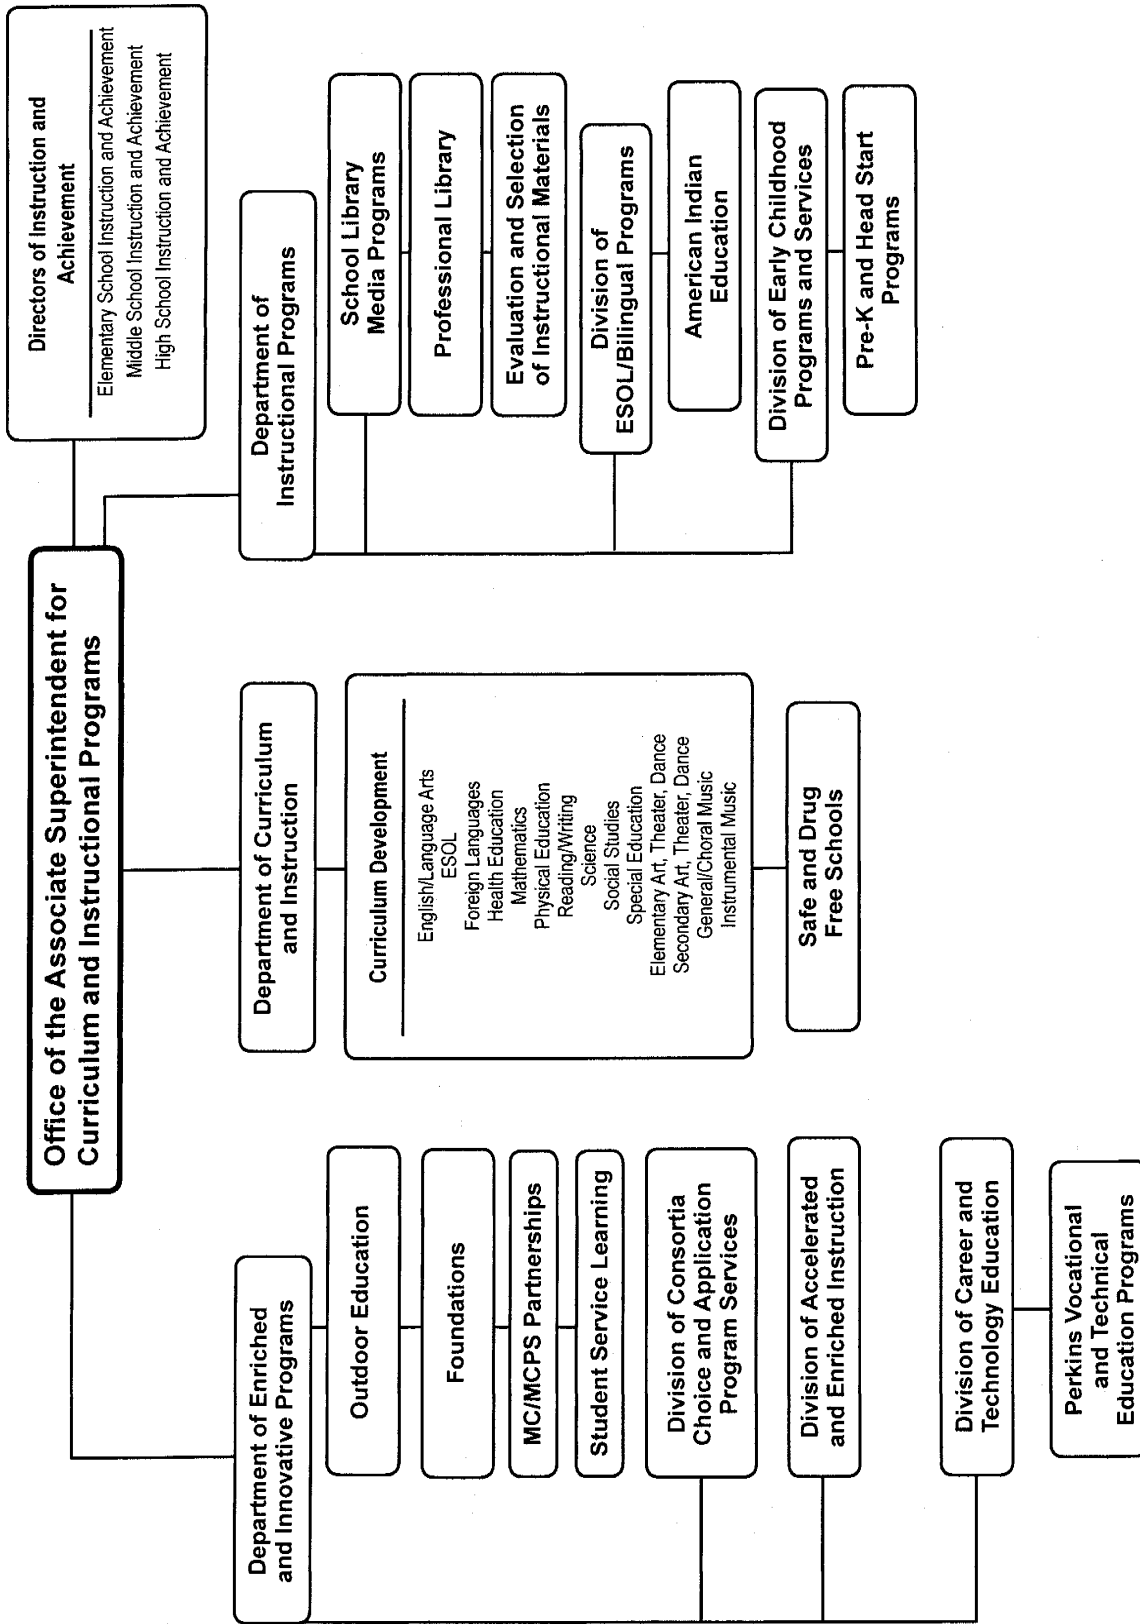 Office of the Associate Superintendent for
Curriculum and Instructional Programs
Directors of Instruction and
Achievement
Elementary School Instruction and Achievement
Middle School Instruction and Achievement
High School Instruction and Achievement
Department of Enriched
and Innovative Programs
Outdoor Education
Foundations
MC/MCPS Partnerships
Student Service Learning
Division of Consortia
Choice and Application
Program Services
Division of Accelerated
and Enriched Instruction
Division of Career and
Technology Education
Perkins Vocational
and Technical
Education Programs
Department of Curriculum
and Instruction
Curriculum Development
English/Language Arts
ESOL
Foreign Languages
Health Education
Mathematics
Physical Education
Reading/Writing
Science
Social Studies
Special Education
Elementary Art, Theater, Dance
Secondary Art, Theater, Dance
General/Choral Music
Instrumental Music
Safe and Drug
Free Schools
Department of
Instructional Programs
School Library
Media Programs
Professional Library
Evaluation and Selection
of Instructional Materials
Division of
ESOL/Bilingual Programs
American Indian
Education
Division of Early Childhood
Programs and Services
Pre-K and Head Start
Programs